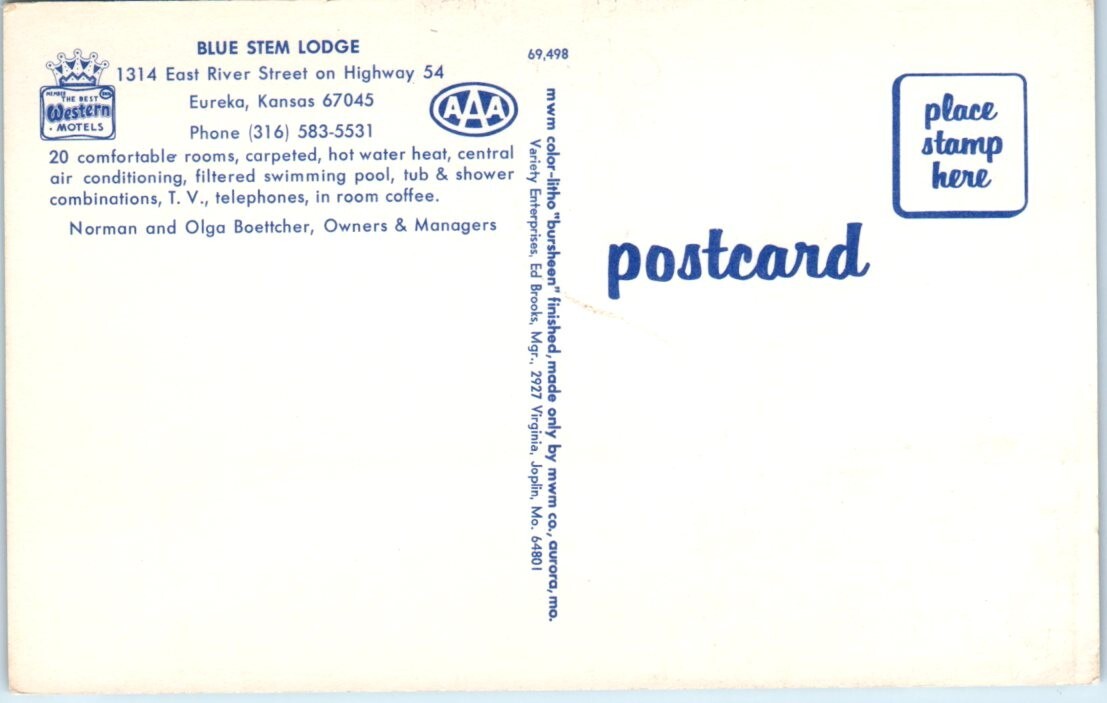 BLUE STEM LODGE
1314 East River Street on Highway 54
Eureka, Kansas 67045
Phone (316) 583-5531
MEMBER
THE BEST
Western
MOTELS
AAA
20 comfortable rooms, carpeted, hot water heat, central
air conditioning, filtered swimming pool, tub & shower
combinations, T. V., telephones, in room coffee.
Norman and Olga Boettcher, Owners & Managers
69,498
mwm color-litho "bursheen" finished, made only by mwm co., aurora, mo.
Variety Enterprises, Ed Brooks, Mgr., 2927 Virginia, Joplin, Mo. 64801
place
stamp
here
postcard